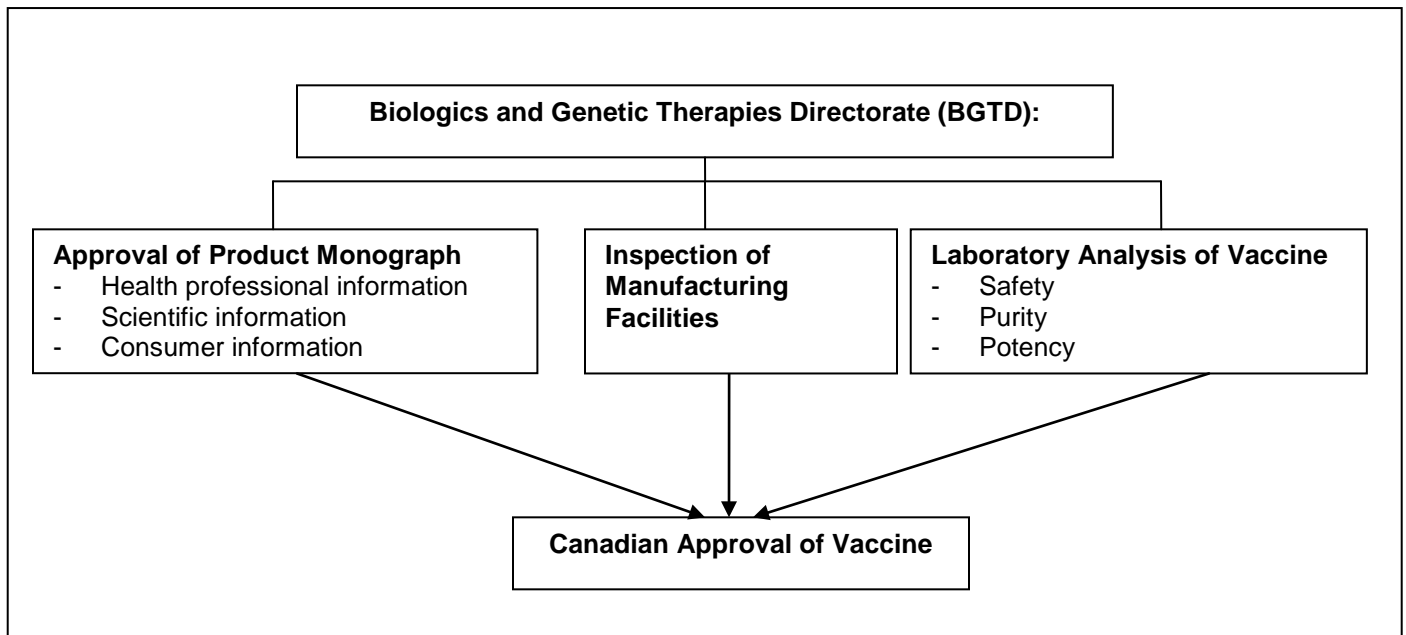 Biologics and Genetic Therapies Directorate (BGTD):
Approval of Product Monograph
- Health professional information
- Scientific information
- Consumer information
Inspection of
Manufacturing
Facilities
Laboratory Analysis of Vaccine
- Safety
- Purity
- Potency
Canadian Approval of Vaccine